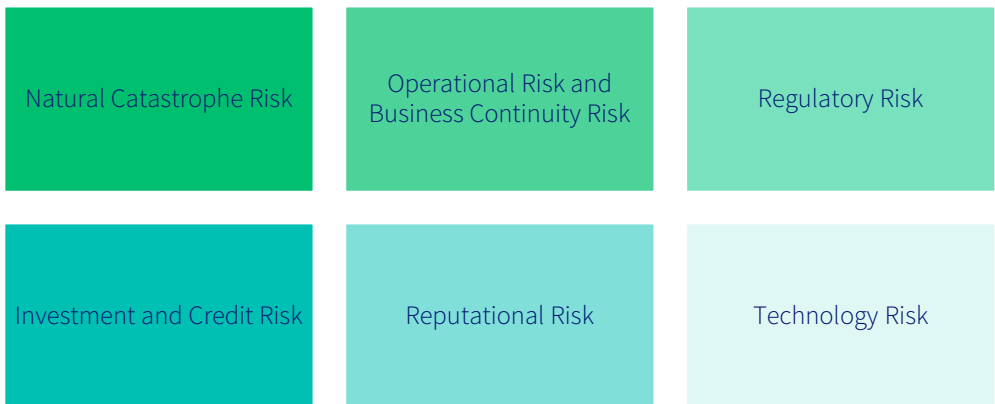 Natural Catastrophe Risk
Operational Risk and
Business Continuity Risk
Regulatory Risk
Investment and Credit Risk
Reputational Risk
Technology Risk